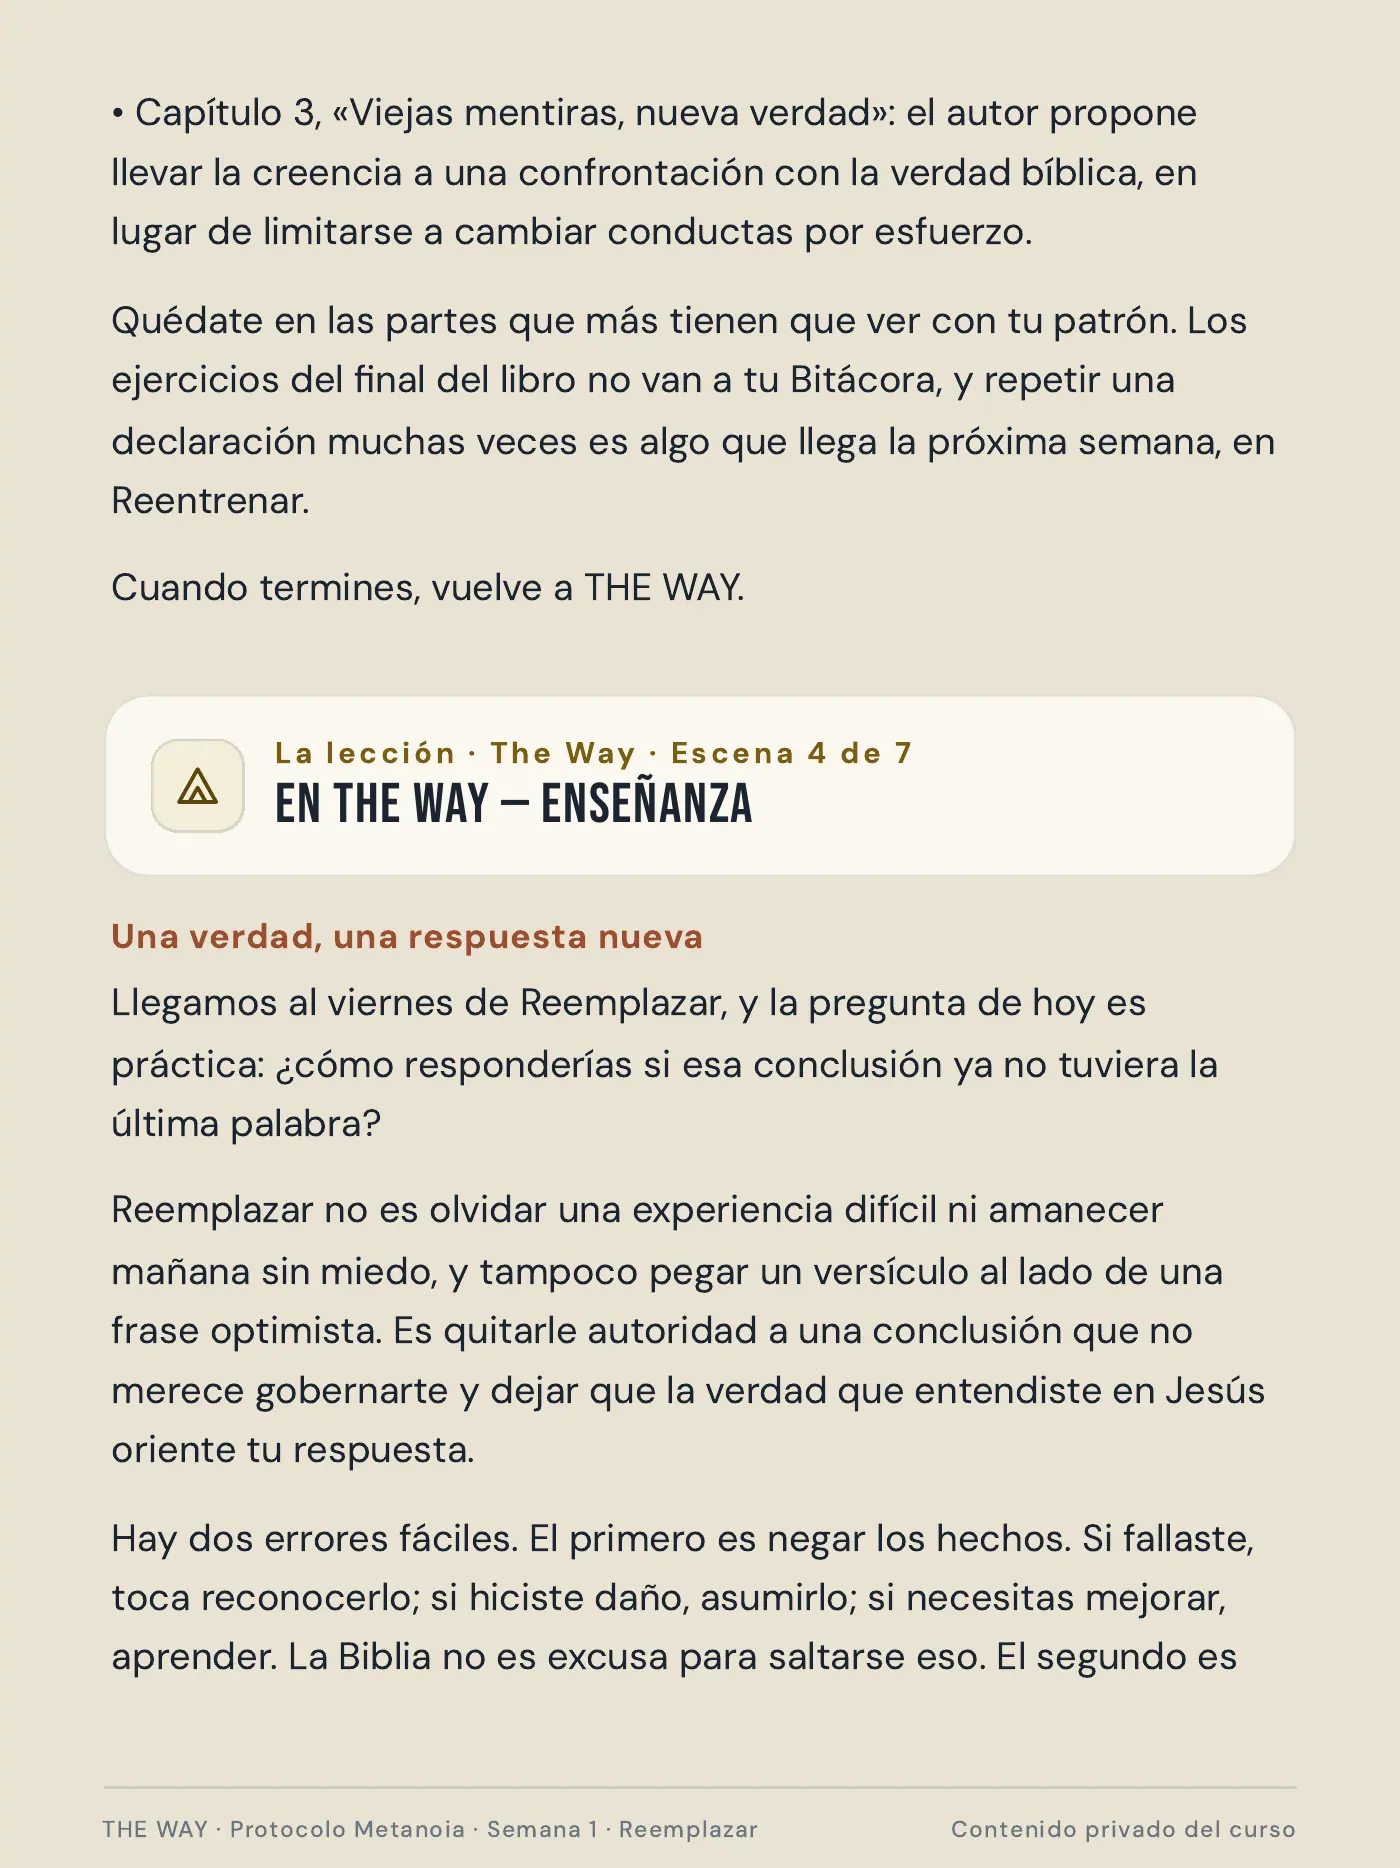 • Capítulo 3, «Viejas mentiras, nueva verdad»: el autor propone
llevar la creencia a una confrontación con la verdad bíblica, en
lugar de limitarse a cambiar conductas por esfuerzo.
Quédate en las partes que más tienen que ver con tu patrón. Los
ejercicios del final del libro no van a tu Bitácora, y repetir una
declaración muchas veces es algo que llega la próxima semana, en
Reentrenar.
Cuando termines, vuelve a THE WAY.
La lección · The Way · Escena 4 de 7
EN THE WAY — ENSEÑANZA
Una verdad, una respuesta nueva
Llegamos al viernes de Reemplazar, y la pregunta de hoy es
práctica: ¿cómo responderías si esa conclusión ya no tuviera la
última palabra?
Reemplazar no es olvidar una experiencia difícil ni amanecer
mañana sin miedo, y tampoco pegar un versículo al lado de una
frase optimista. Es quitarle autoridad a una conclusión que no
merece gobernarte y dejar que la verdad que entendiste en Jesús
oriente tu respuesta.
Hay dos errores fáciles. El primero es negar los hechos. Si fallaste,
toca reconocerlo; si hiciste daño, asumirlo; si necesitas mejorar,
aprender. La Biblia no es excusa para saltarse eso. El segundo es
THE WAY · Protocolo Metanoia · Semana 1 · Reemplazar
Contenido privado del curso